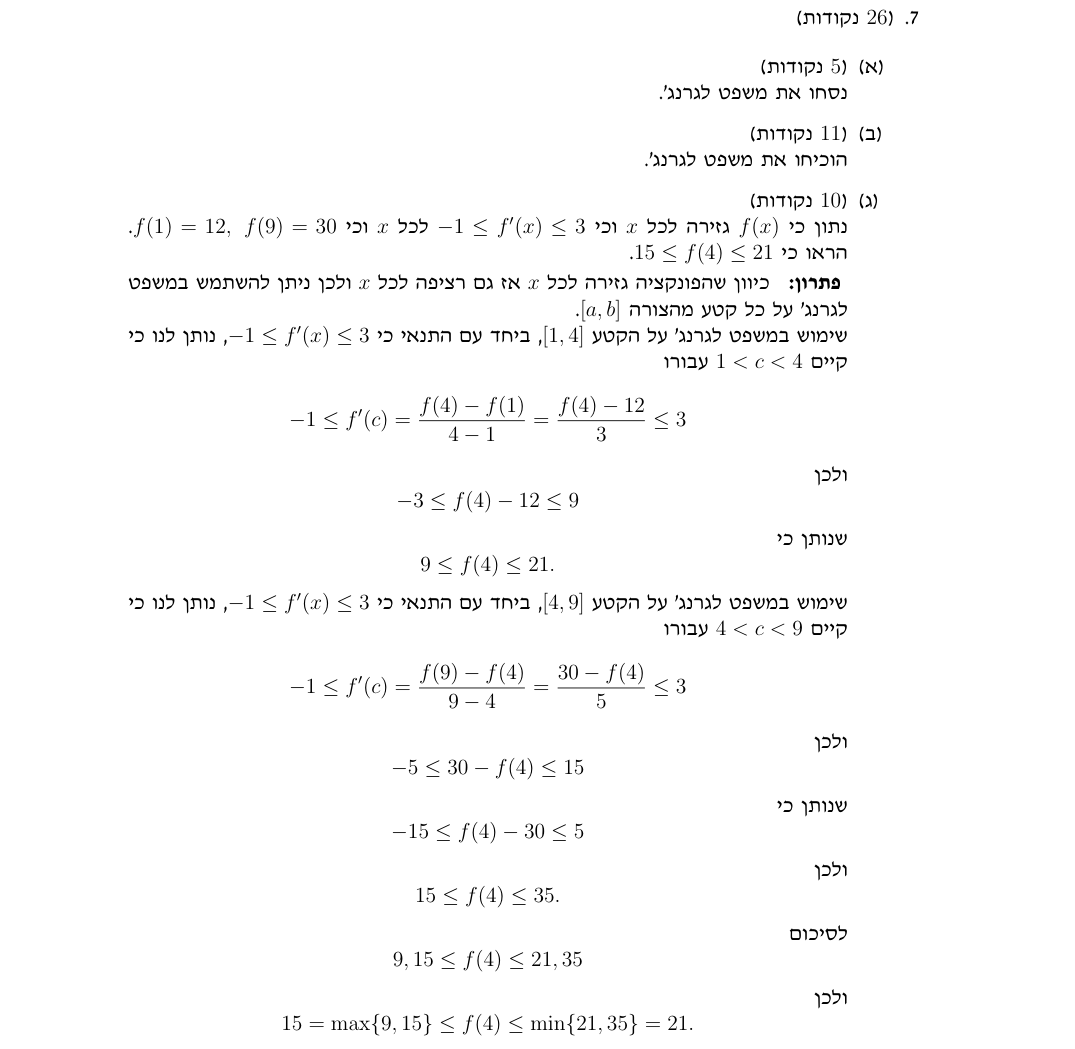 7. (26 נקודות)
(א) (5 נקודות)
נסחו את משפט לגרנג'.
(ב) (11 נקודות)
הוכיחו את משפט לגרנג'.
(ג) (10 נקודות)
נתון כי f(x) גזירה לכל x וכי −1 ≤ f′(x) ≤ 3 לכל x וכי f(1) = 12, f(9) = 30.
הראו כי 15 ≤ f(4) ≤ 21.
פתרון: כיוון שהפונקציה גזירה לכל x אז גם רציפה לכל x ולכן ניתן להשתמש במשפט
לגרנג' על כל קטע מהצורה [a, b].
שימוש במשפט לגרנג' על הקטע [1, 4], ביחד עם התנאי כי −1 ≤ f′(x) ≤ 3, נותן לנו כי
קיים 1 < c < 4 עבורו
−1 ≤ f′(c) = \frac{f(4) − f(1)}{4 − 1} = \frac{f(4) − 12}{3} ≤ 3
ולכן
−3 ≤ f(4) − 12 ≤ 9
שנותן כי
9 ≤ f(4) ≤ 21.
שימוש במשפט לגרנג' על הקטע [4, 9], ביחד עם התנאי כי −1 ≤ f′(x) ≤ 3, נותן לנו כי
קיים 4 < c < 9 עבורו
−1 ≤ f′(c) = \frac{f(9) − f(4)}{9 − 4} = \frac{30 − f(4)}{5} ≤ 3
ולכן
−5 ≤ 30 − f(4) ≤ 15
שנותן כי
−15 ≤ f(4) − 30 ≤ 5
ולכן
15 ≤ f(4) ≤ 35.
לסיכום
9, 15 ≤ f(4) ≤ 21, 35
ולכן
15 = max{9, 15} ≤ f(4) ≤ min{21, 35} = 21.